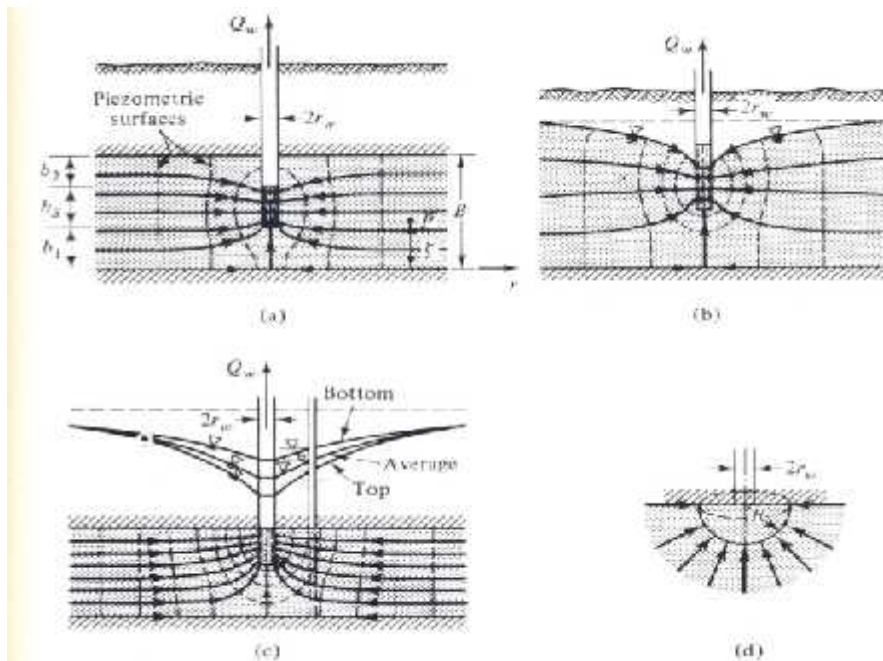 Q_w
Piezometric
surfaces
2r_w
b_3
b_2
b_1
B
r
(a)
Q_w
2r_w
(b)
Q_w
2r_w
Bottom
Average
Top
(c)
2r_w
(d)